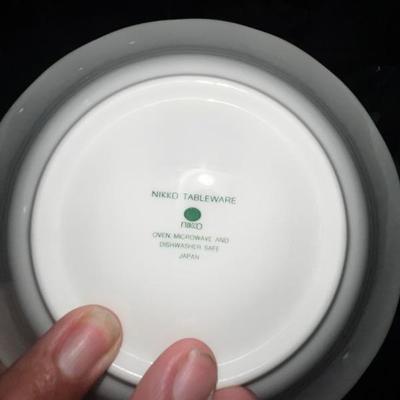 NIKKO TABLEWARE
NIKKO
OVEN, MICROWAVE AND
DISHWASHER SAFE
JAPAN